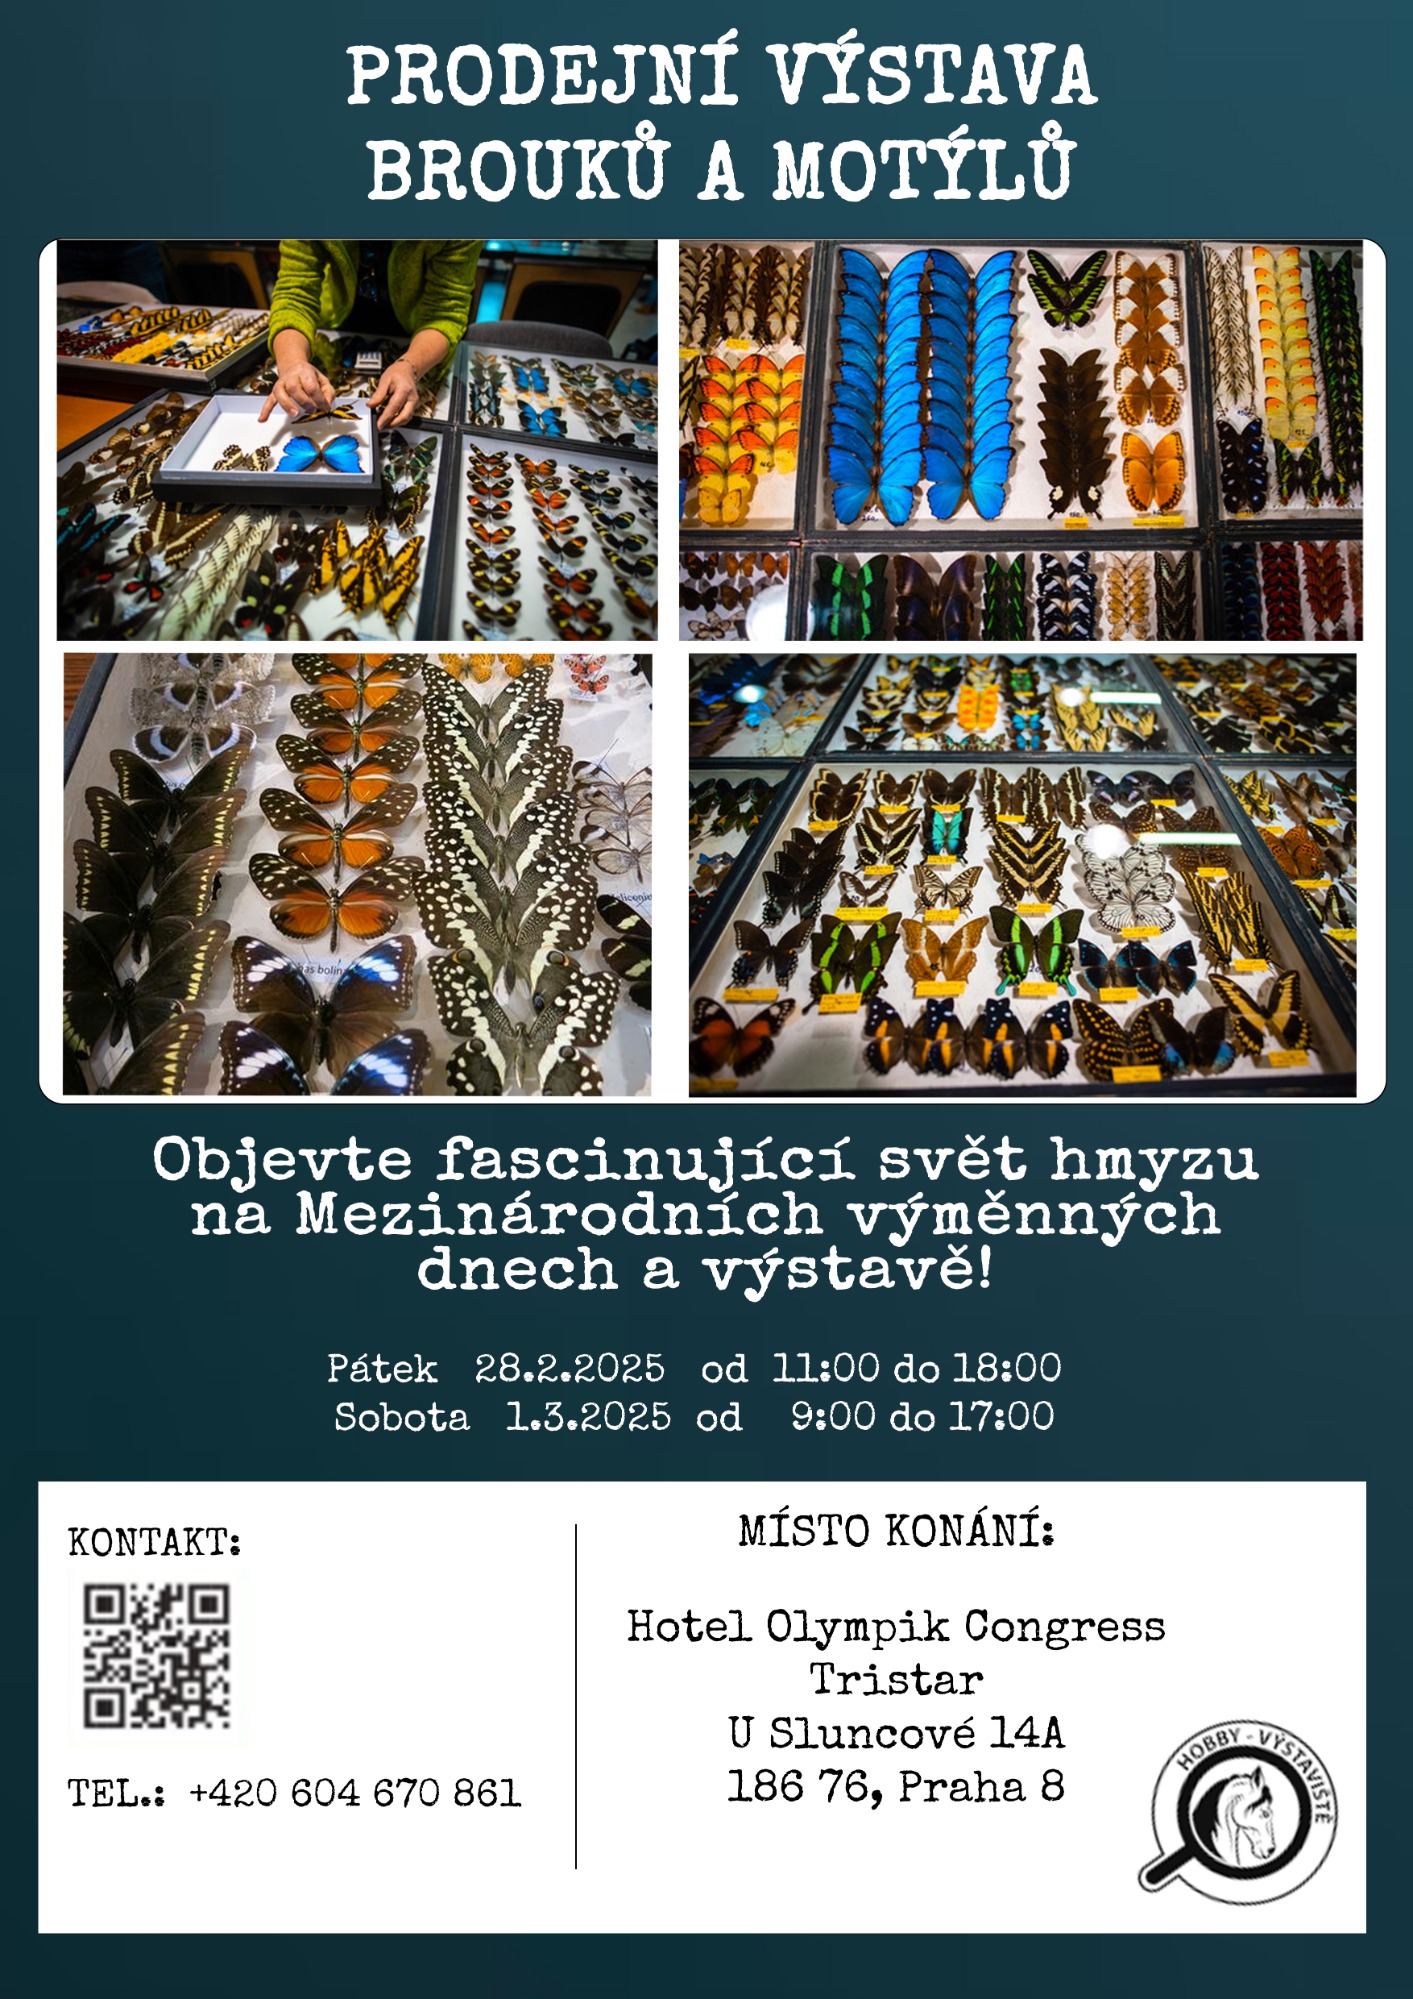 PRODEJNÍ VÝSTAVA
BROUKŮ A MOTÝLŮ
Objevte fascinující svět hmyzu
na Mezinárodních výměnných
dnech a výstavě!
Pátek 28.2.2025 od 11:00 do 18:00
Sobota 1.3.2025 od 9:00 do 17:00
KONTAKT:
TEL.: +420 604 670 861
MÍSTO KONÁNÍ:
Hotel Olympik Congress
Tristar
U Sluncové 14A
186 76, Praha 8
HOBBY - VÝSTAVIŠTĚ